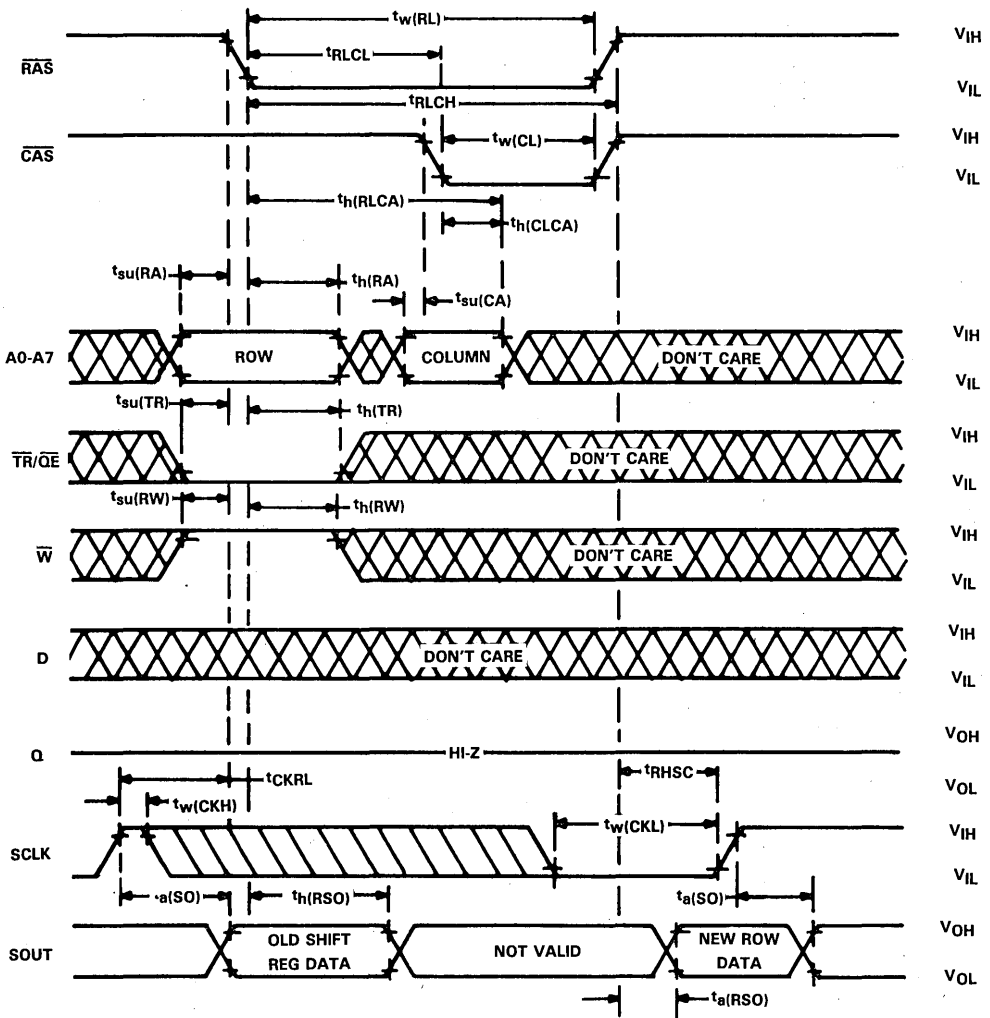 tw(RL)
VIH
tRLCL
RAS
VIL
tRLCH
VIH
tw(CL)
CAS
VIL
th(RLCA)
th(CLCA)
tsu(RA)
th(RA)
tsu(CA)
VIH
A0-A7
ROW
COLUMN
DON'T CARE
VIL
tsu(TR)
th(TR)
VIH
TR/QE
DON'T CARE
VIL
tsu(RW)
th(RW)
VIH
W
DON'T CARE
VIL
VIH
D
DON'T CARE
VIL
VOH
Q
HI-Z
tCKRL
tRHSC
VOL
tw(CKH)
tw(CKL)
VIH
SCLK
VIL
a(SO)
th(RSO)
ta(SO)
VOH
OLD SHIFT
NEW ROW
SOUT
NOT VALID
REG DATA
DATA
VOL
ta(RSO)